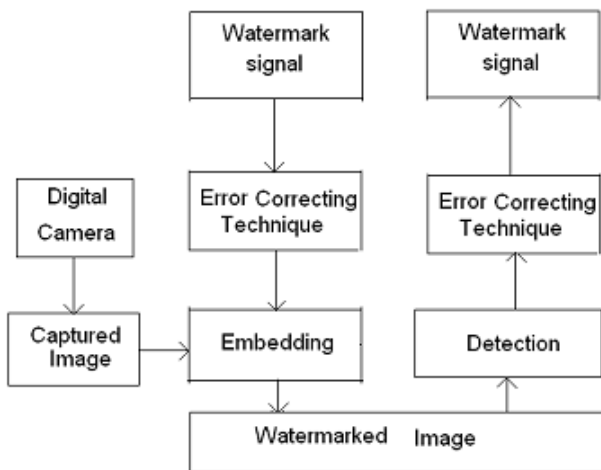 Watermark
signal
Watermark
signal
Digital
Camera
Error Correcting
Technique
Error Correcting
Technique
Captured
Image
Embedding
Detection
Watermarked Image